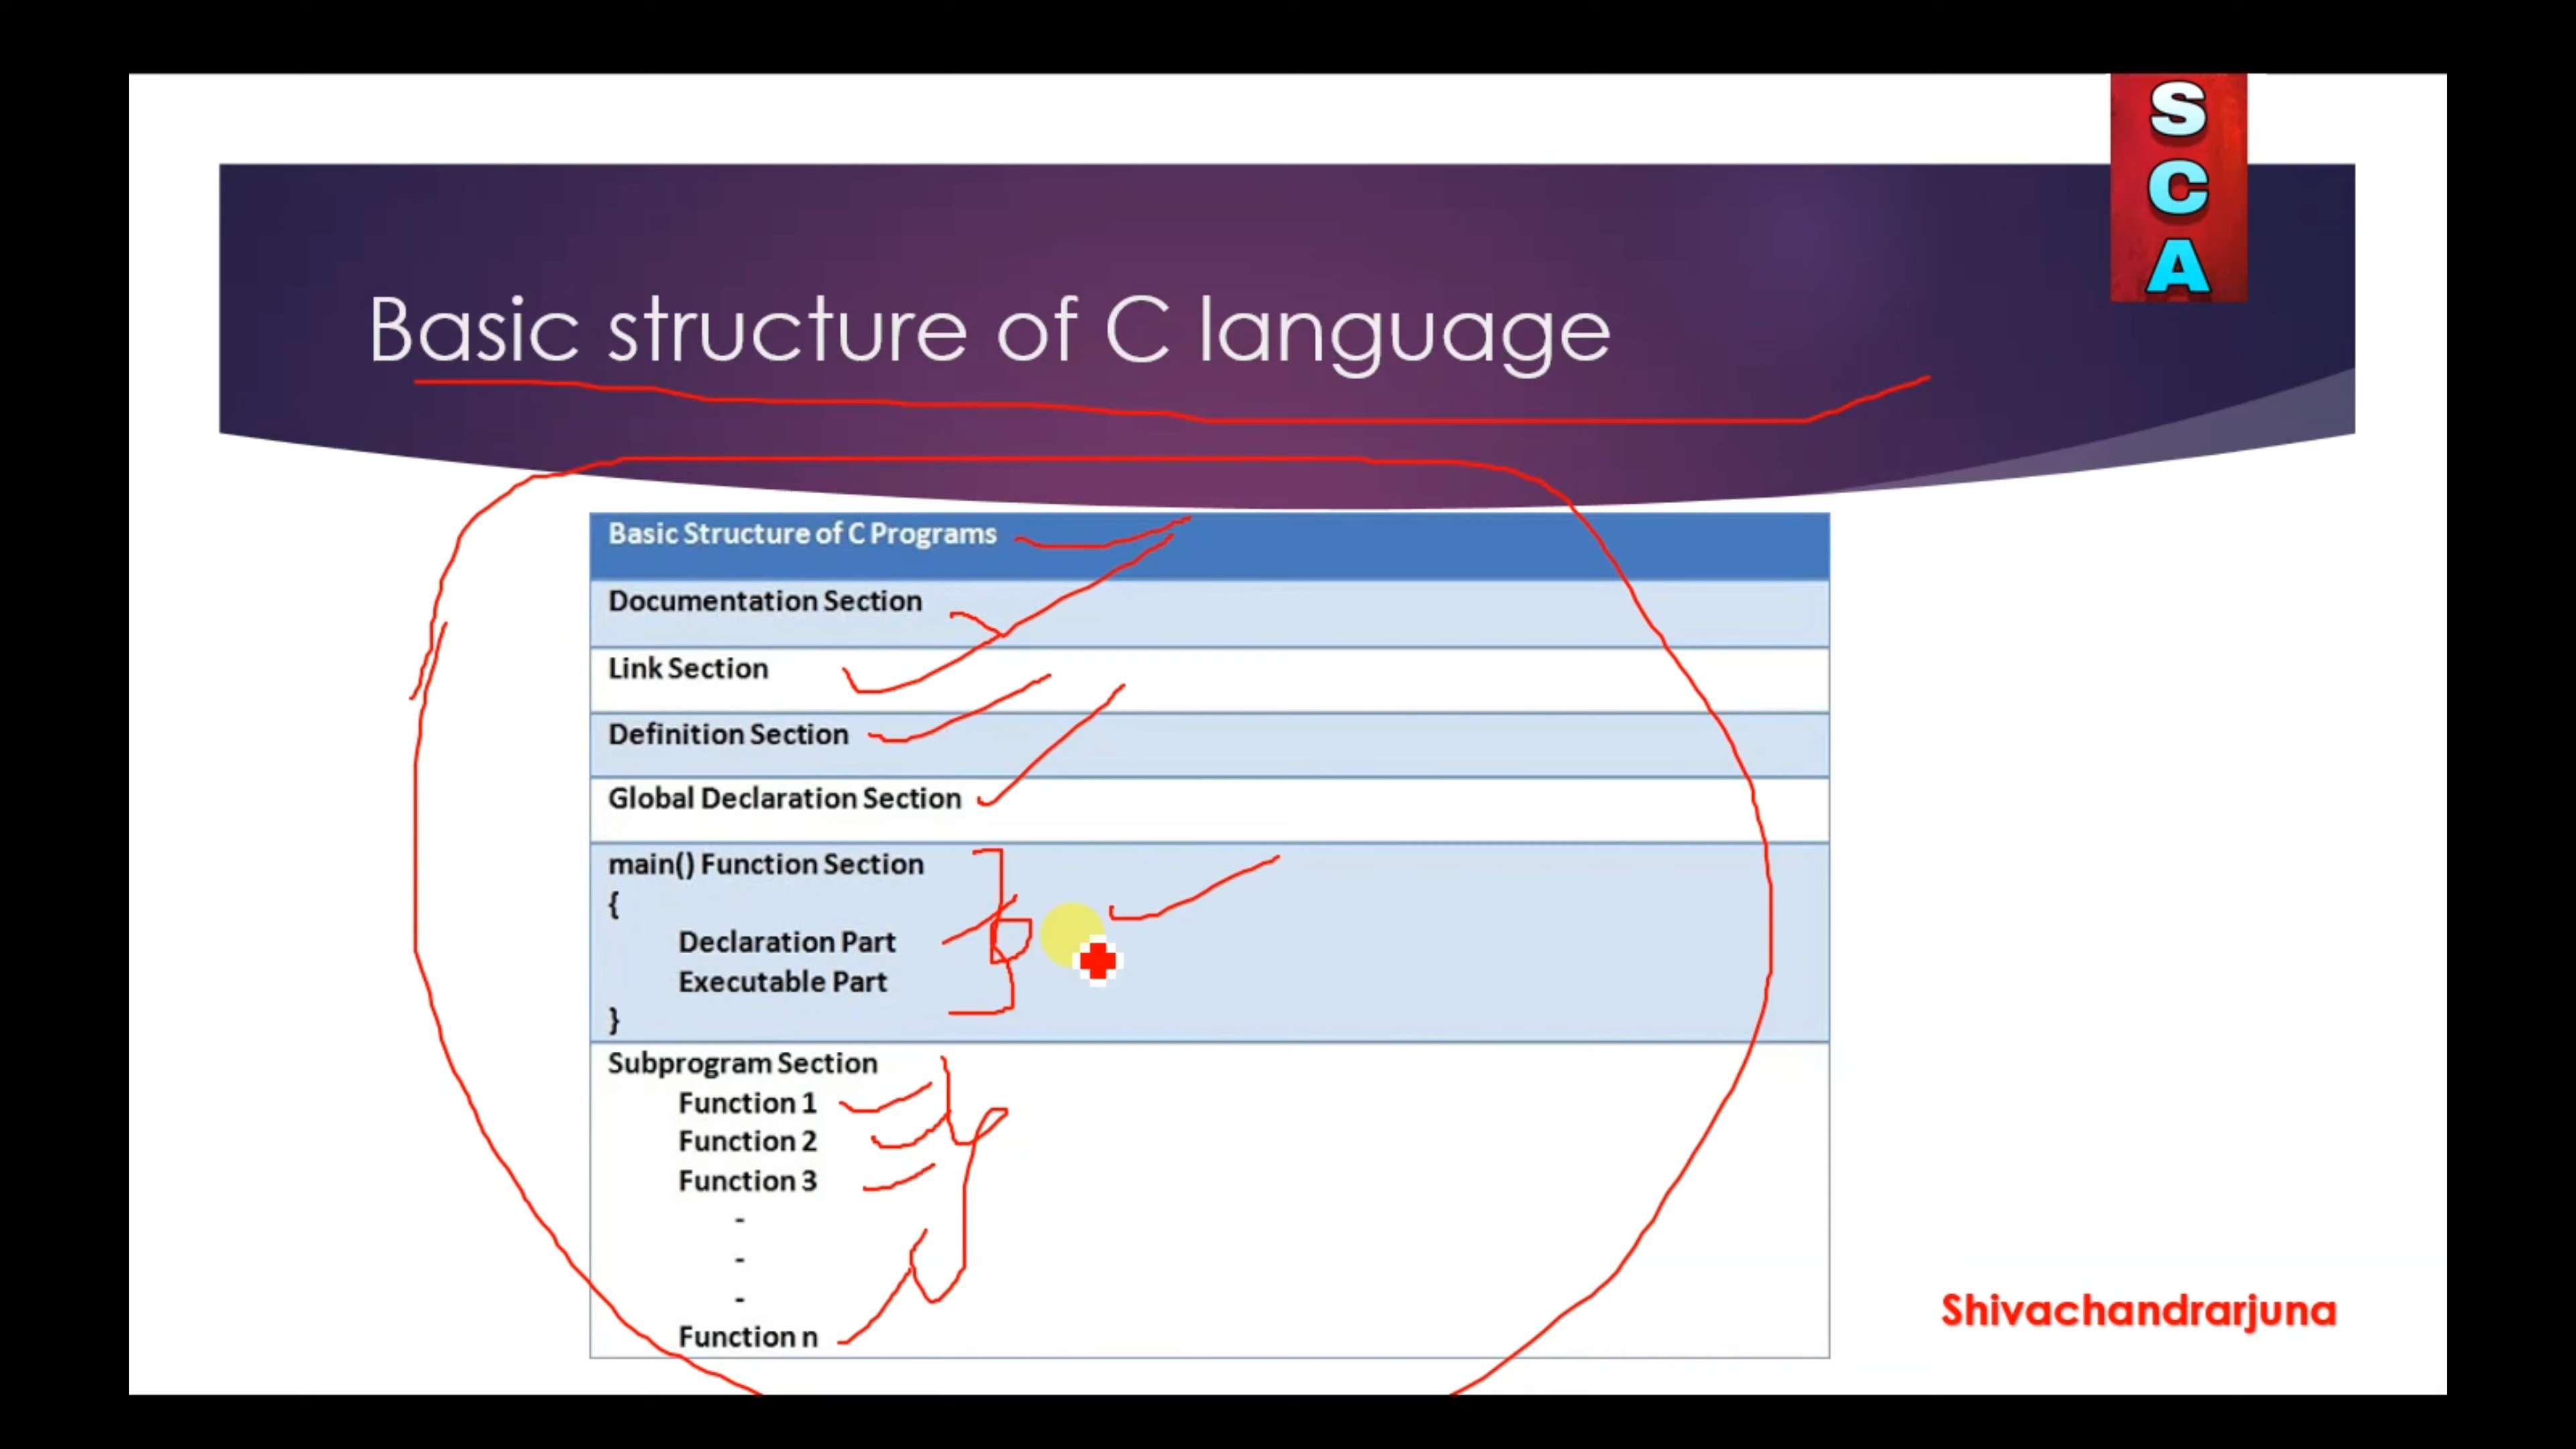 S
C
A
Basic structure of C language
Basic Structure of C Programs
Documentation Section
Link Section
Definition Section
Global Declaration Section
main() Function Section
{
Declaration Part
Executable Part
}
Subprogram Section
Function 1
Function 2
Function 3
-
-
-
Function n
Shivachandrarjuna